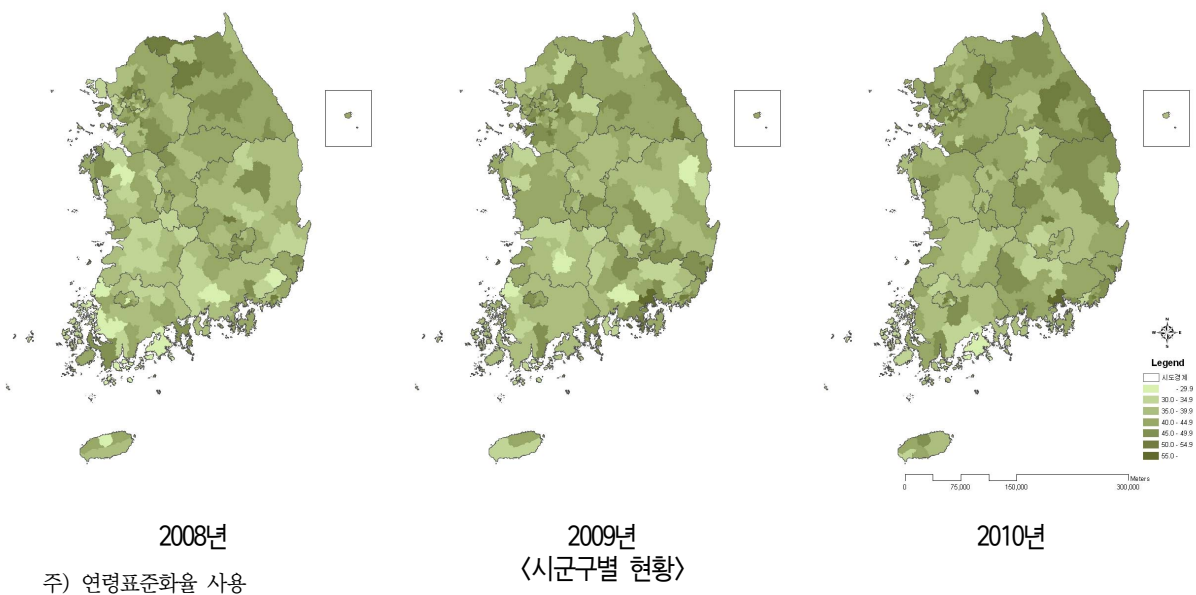 N
W
E
S
Legend
시도경계
- 29.9
30.0 - 34.9
35.0 - 39.9
40.0 - 44.9
45.0 - 49.9
50.0 - 54.9
55.0 -
Meters
0 75,000 150,000 300,000
2008년 2009년 2010년
<시군구별 현황>
주) 연령표준화율 사용